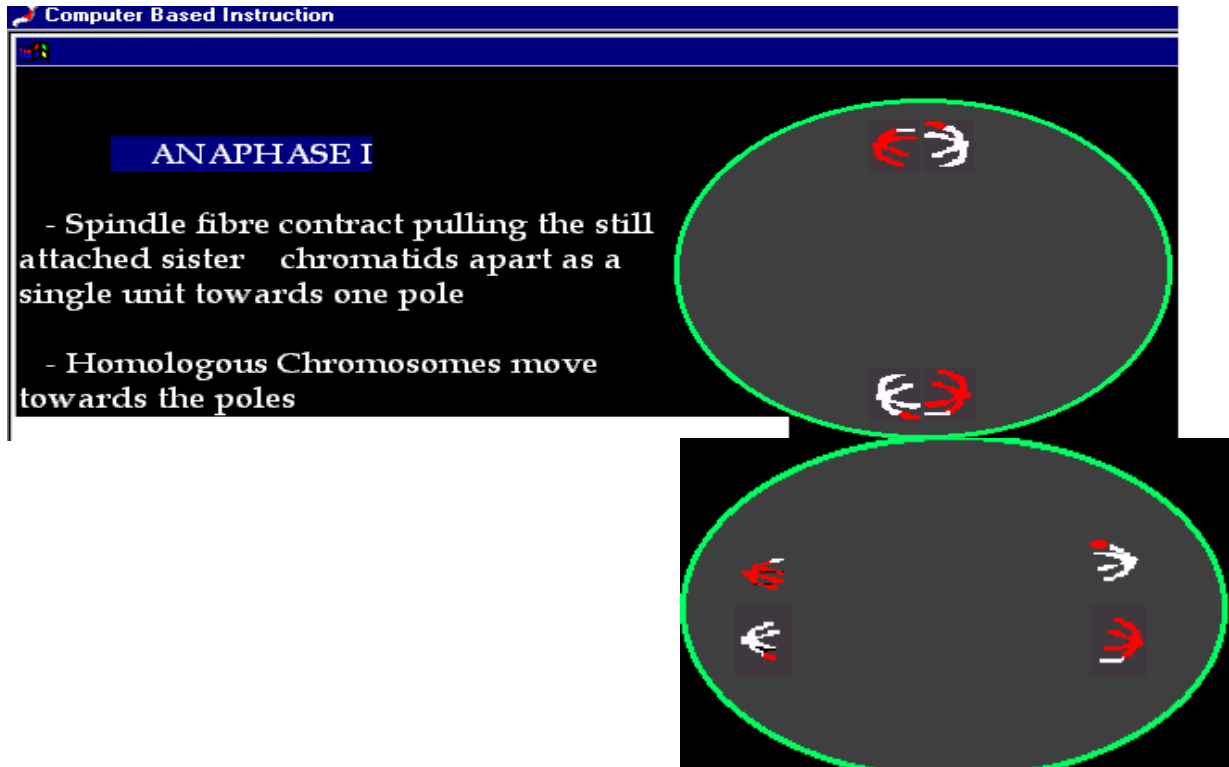 Computer Based Instruction
ANAPHASE I
- Spindle fibre contract pulling the still
attached sister chromatids apart as a
single unit towards one pole
- Homologous Chromosomes move
towards the poles